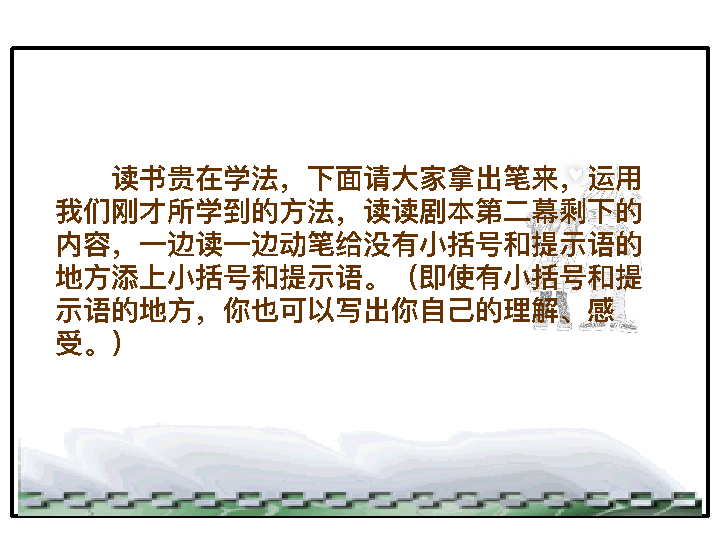 读书贵在学法，下面请大家拿出笔来，运用
我们刚才所学到的方法，读读剧本第二幕剩下的
内容，一边读一边动笔给没有小括号和提示语的
地方添上小括号和提示语。（即使有小括号和提
示语的地方，你也可以写出你自己的理解、感
受。）